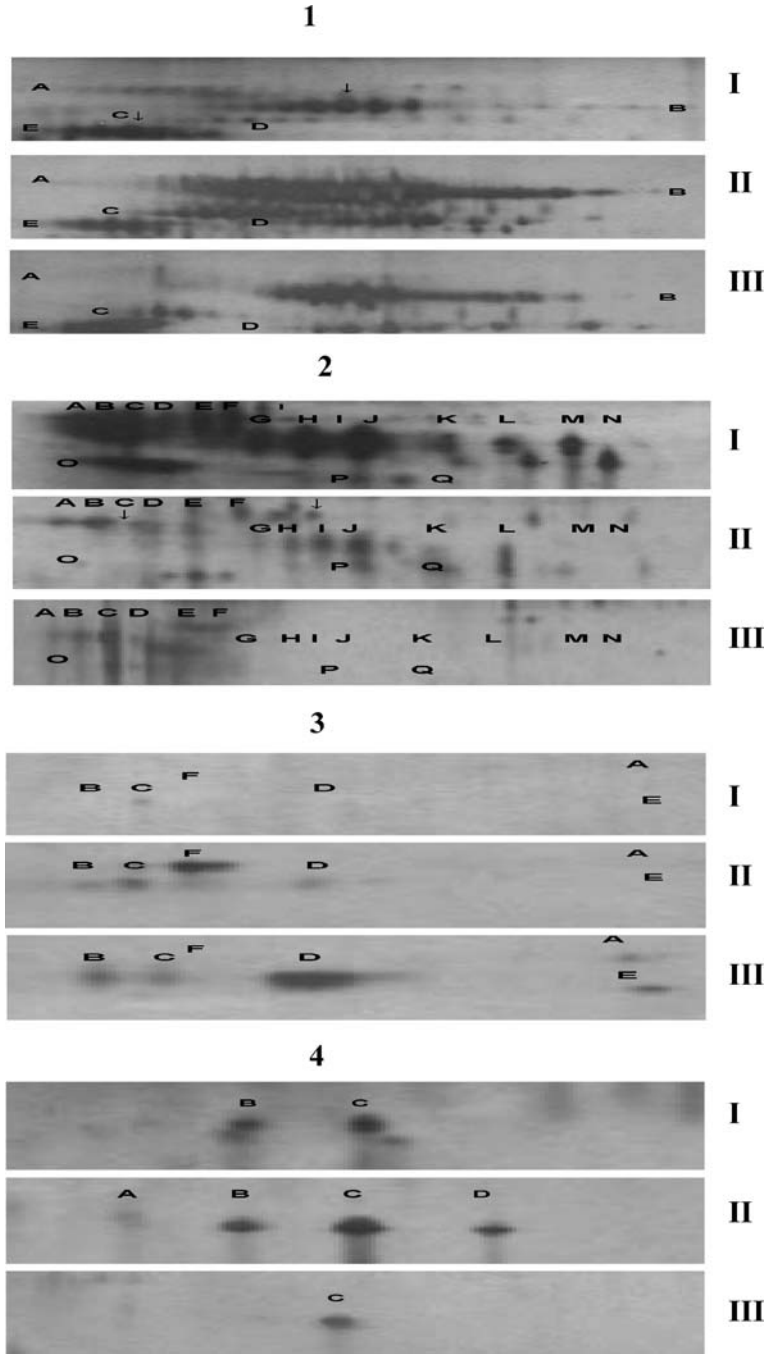 1
A ↓ I
C ↓ B
E D
A II
B
C
E D
A III
B
C
E D
2
A B C D E F i
G H I J K L M N I
O
P Q
A B C D E F
↓ ↓
G H I J K L M N II
O P Q
A B C D E F
G H I J K L M N III
O
P Q
3
F A
B C D E I
F A
B C D E II
F A
B C D
E III
4
B C I
A B C D II
C III